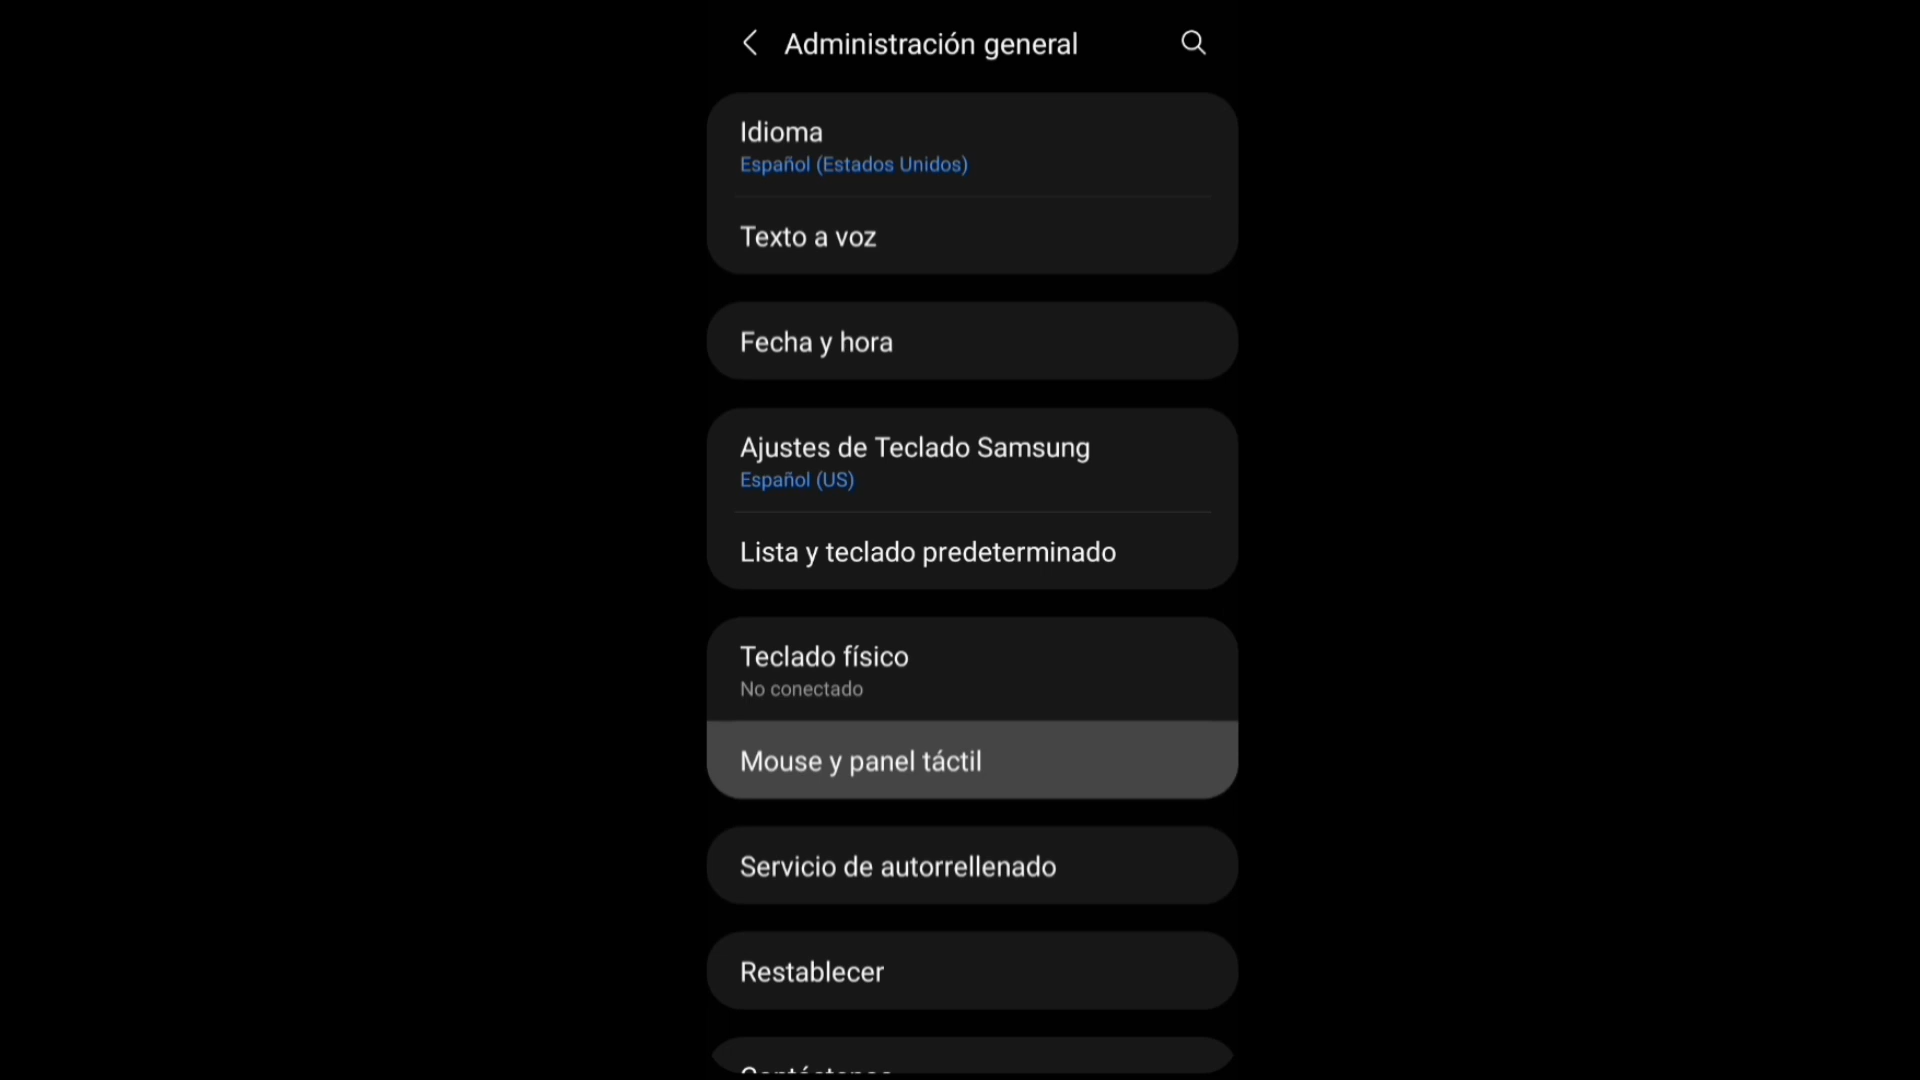 Administración general
Idioma
Español (Estados Unidos)
Texto a voz
Fecha y hora
Ajustes de Teclado Samsung
Español (US)
Lista y teclado predeterminado
Teclado físico
No conectado
Mouse y panel táctil
Servicio de autorrellenado
Restablecer